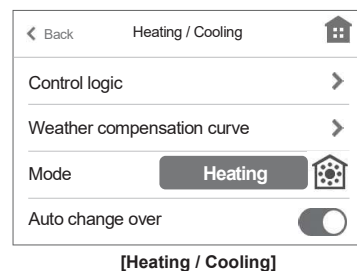 Back Heating / Cooling
Control logic
Weather compensation curve
Mode Heating
Auto change over
[Heating / Cooling]